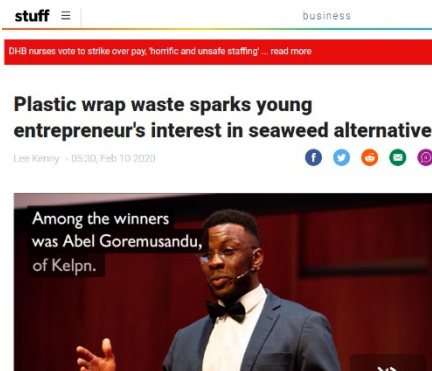 stuff
business
DHB nurses vote to strike over pay, 'horrific and unsafe staffing' ... read more
Plastic wrap waste sparks young
entrepreneur's interest in seaweed alternative
Lee Kenny - 05:30, Feb 10 2020
Among the winners
was Abel Goremusandu,
of Kelpn.